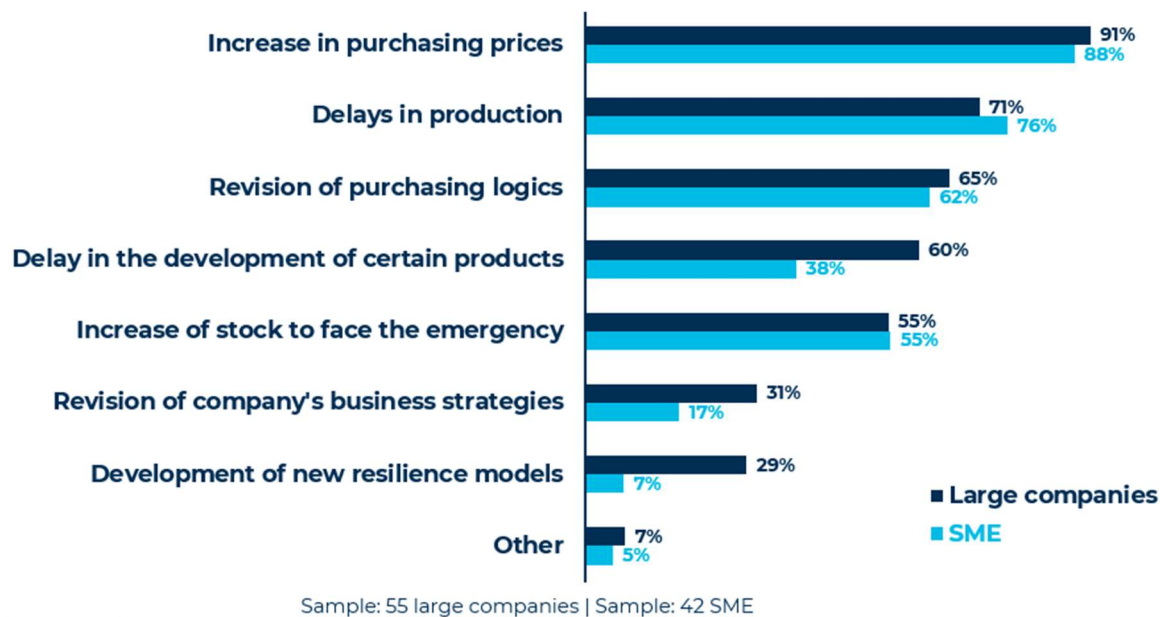 Increase in purchasing prices
91%
88%
Delays in production
71%
76%
Revision of purchasing logics
65%
62%
Delay in the development of certain products
60%
38%
Increase of stock to face the emergency
55%
55%
Revision of company's business strategies
31%
17%
Development of new resilience models
29%
7%
Other
7%
5%
Large companies
SME
Sample: 55 large companies | Sample: 42 SME